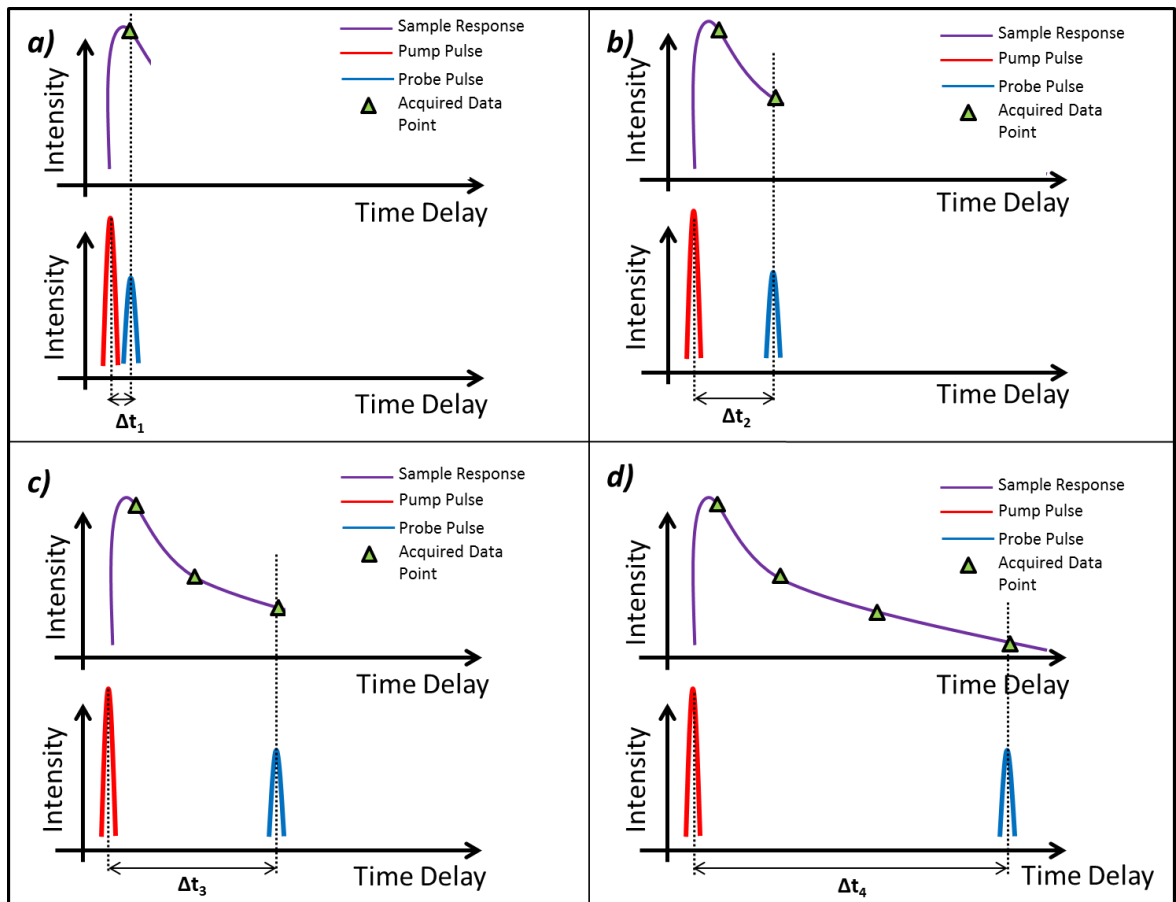 a)
Sample Response
Pump Pulse
Probe Pulse
Acquired Data
Point
Intensity
Time Delay
Intensity
Time Delay
Δt₁
b)
Sample Response
Pump Pulse
Probe Pulse
Acquired Data
Point
Intensity
Time Delay
Intensity
Time Delay
Δt₂
c)
Sample Response
Pump Pulse
Probe Pulse
Acquired Data
Point
Intensity
Time Delay
Intensity
Time Delay
Δt₃
d)
Sample Response
Pump Pulse
Probe Pulse
Acquired Data
Point
Intensity
Time Delay
Intensity
Δt₄
Time Delay